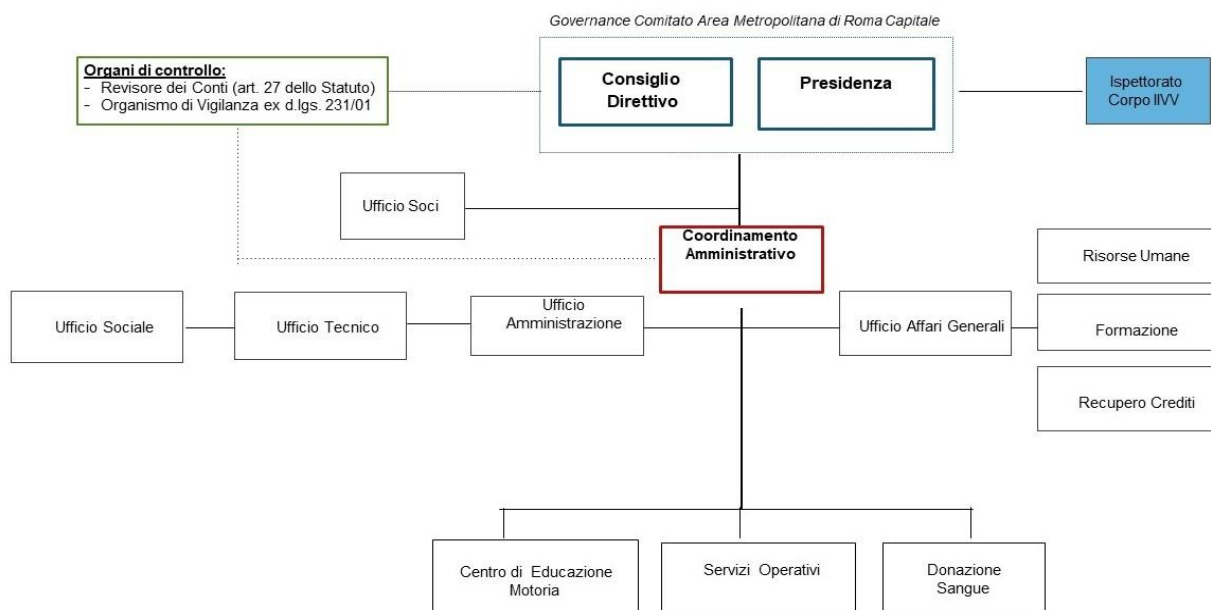 Governance Comitato Area Metropolitana di Roma Capitale
Organi di controllo:
- Revisore dei Conti (art. 27 dello Statuto)
- Organismo di Vigilanza ex d.lgs. 231/01
Consiglio
Direttivo
Presidenza
Ispettorato
Corpo IIVV
Ufficio Soci
Coordinamento
Amministrativo
Risorse Umane
Ufficio Sociale
Ufficio Tecnico
Ufficio
Amministrazione
Ufficio Affari Generali
Formazione
Recupero Crediti
Centro di Educazione
Motoria
Servizi Operativi
Donazione
Sangue